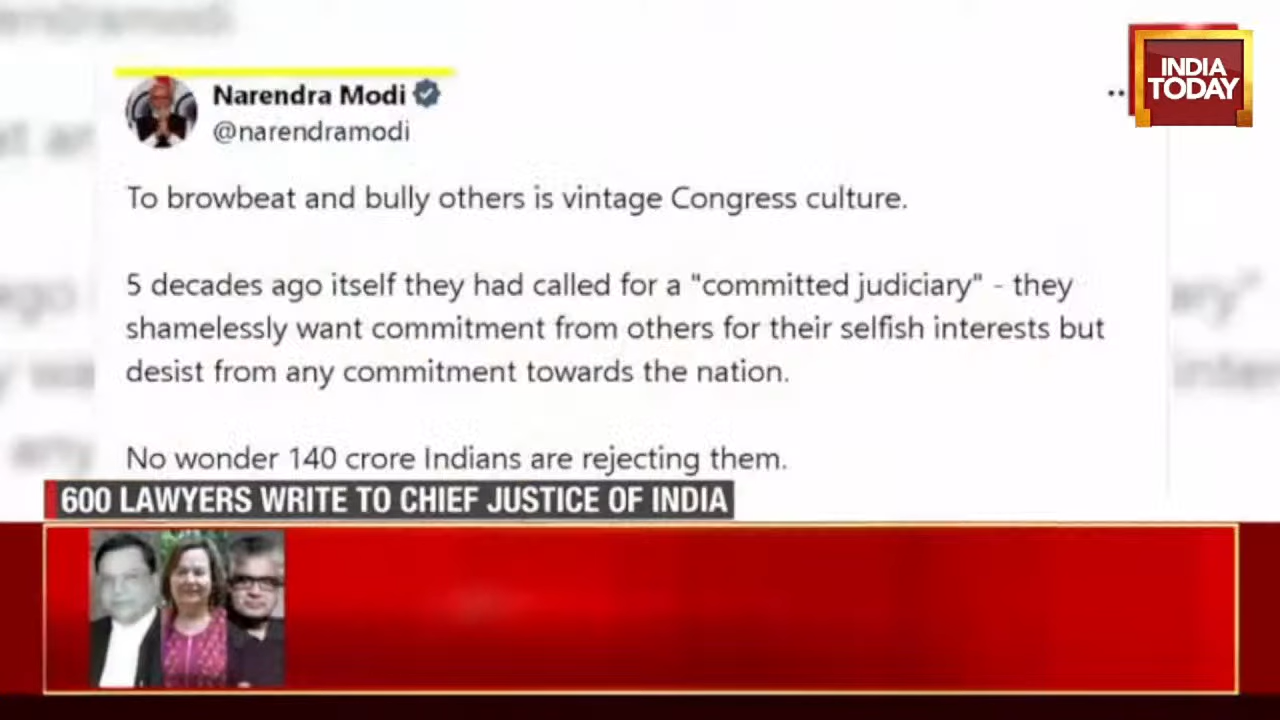 INDIA
TODAY
Narendra Modi
@narendramodi
To browbeat and bully others is vintage Congress culture.
5 decades ago itself they had called for a "committed judiciary" - they
shamelessly want commitment from others for their selfish interests but
desist from any commitment towards the nation.
No wonder 140 crore Indians are rejecting them.
600 LAWYERS WRITE TO CHIEF JUSTICE OF INDIA